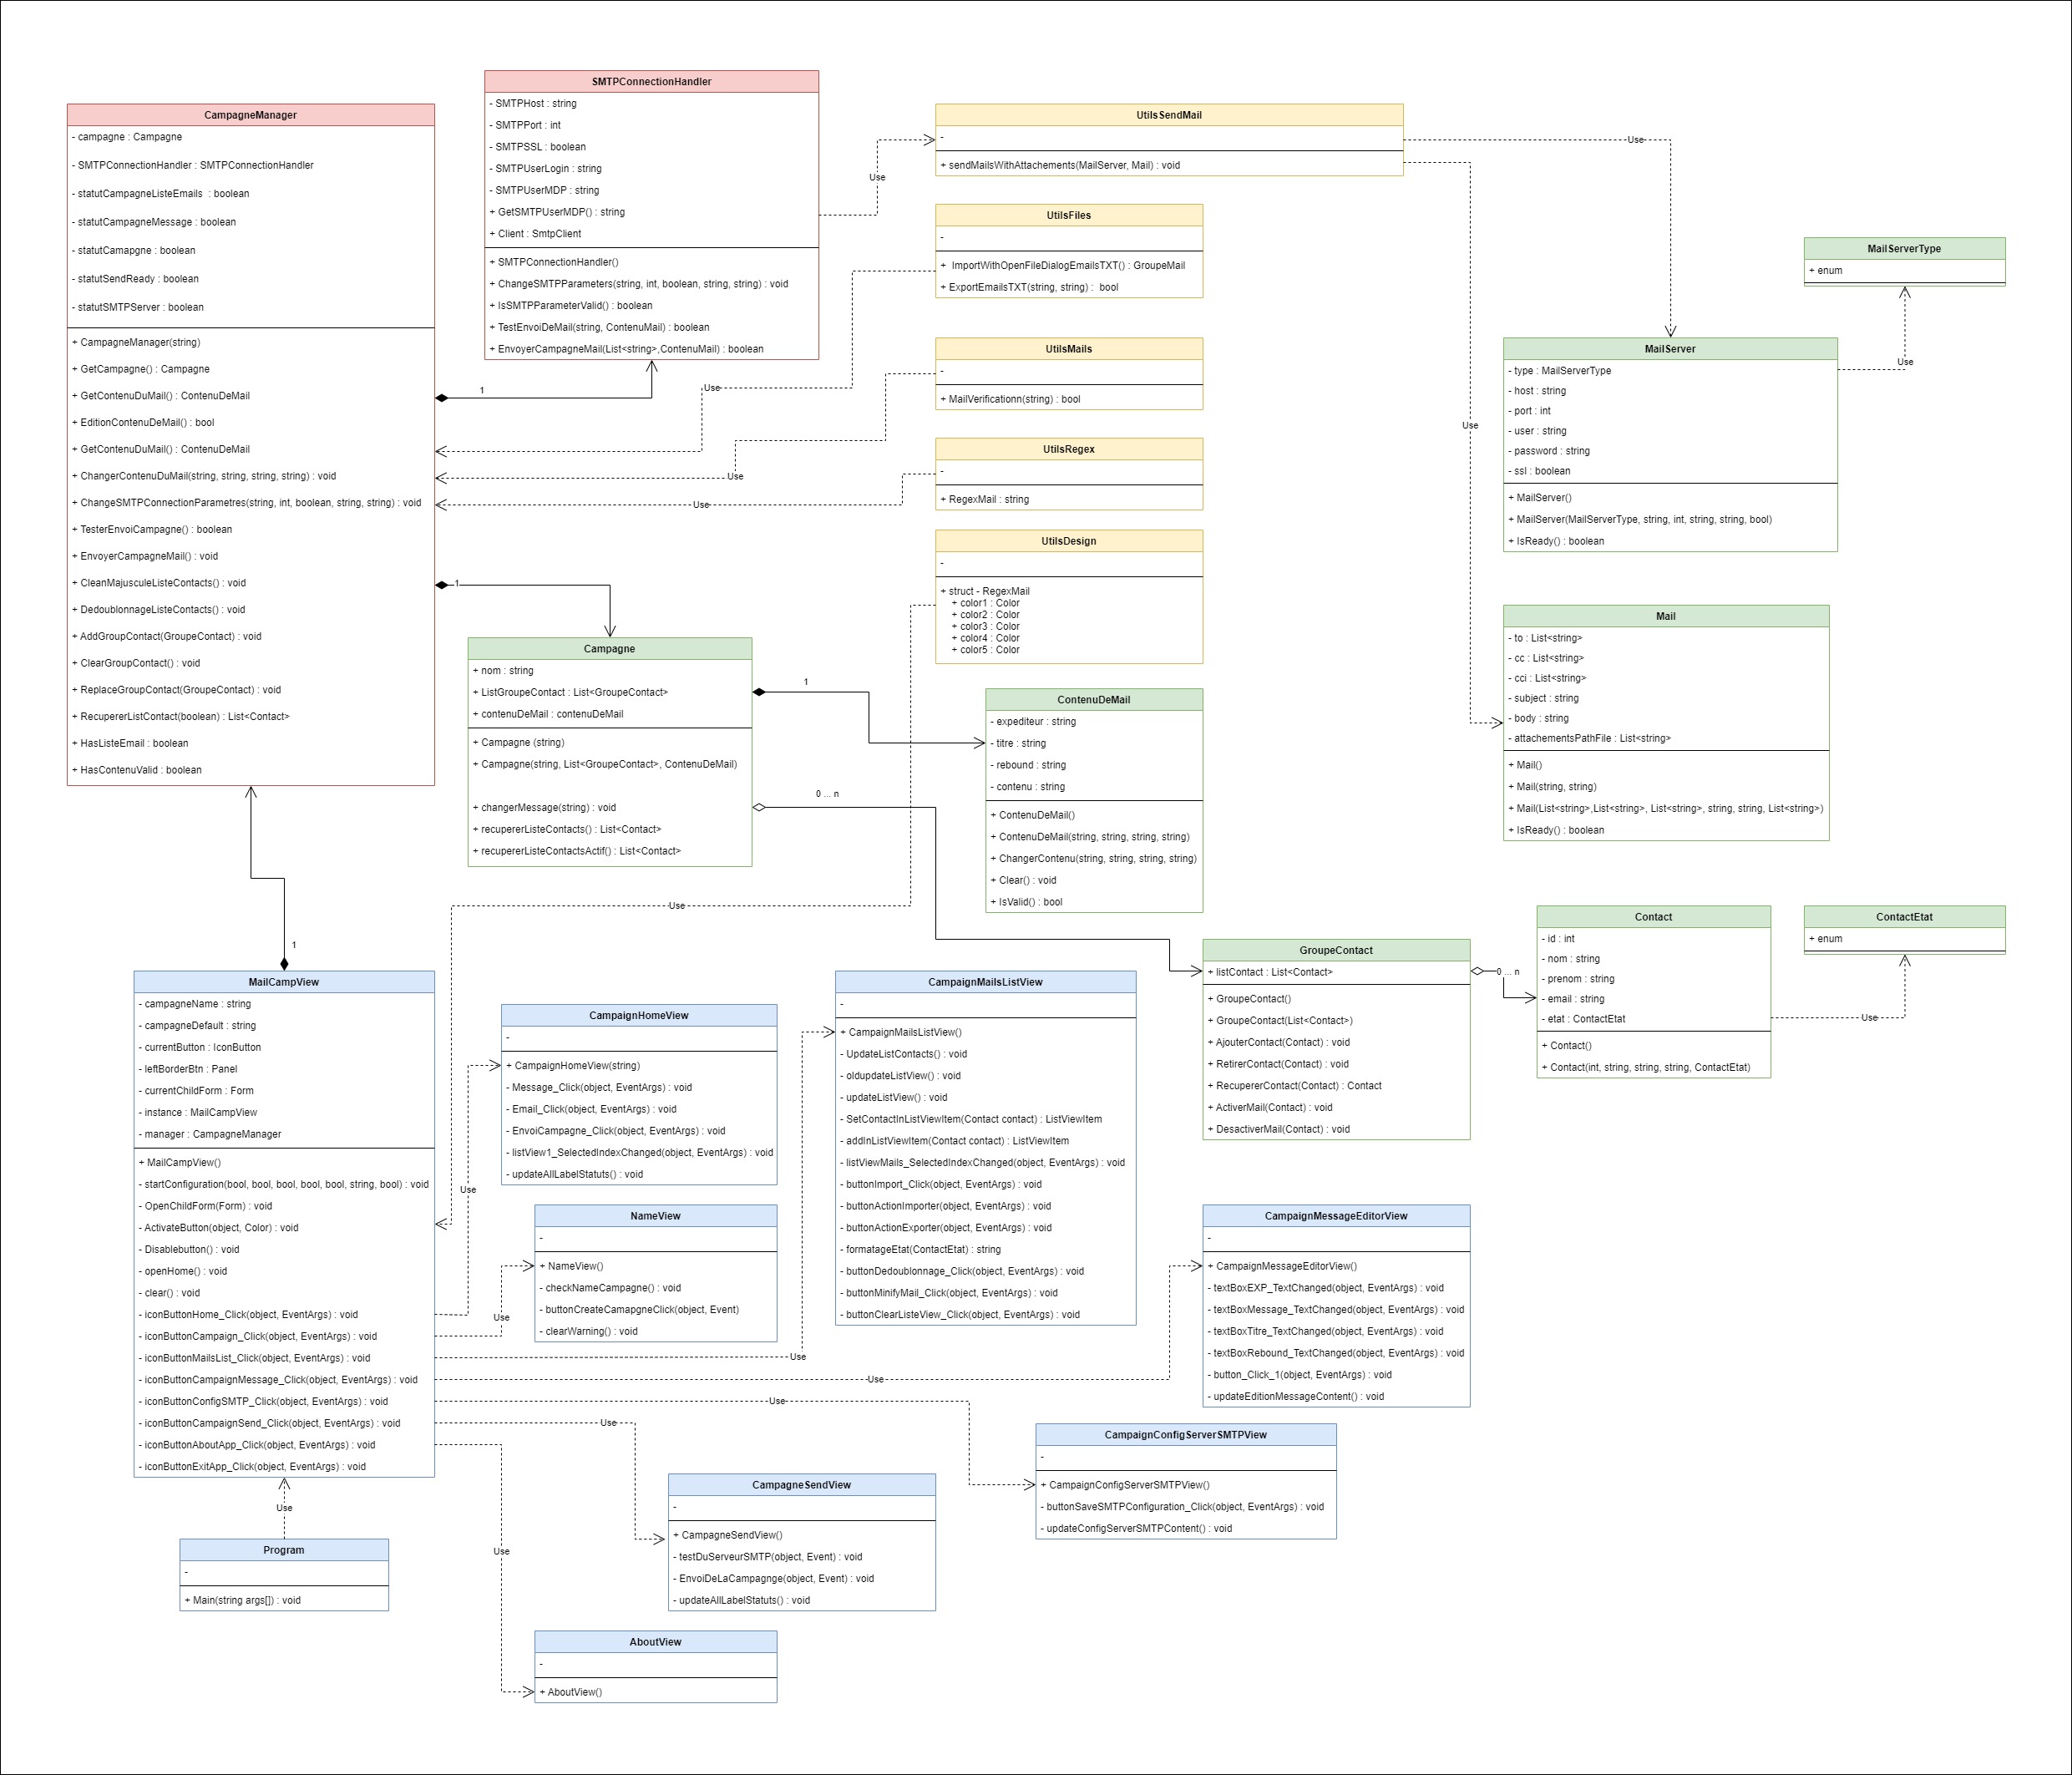 SMTPConnectionHandler
- SMTPHost : string
- SMTPPort : int
- SMTPSSL : boolean
- SMTPUserLogin : string
- SMTPUserMDP : string
+ GetSMTPUserMDP() : string
+ Client : SmtpClient
+ SMTPConnectionHandler()
+ ChangeSMTPParameters(string, int, boolean, string, string) : void
+ IsSMTPParameterValid() : boolean
+ TestEnvoiDeMail(string, ContenuMail) : boolean
+ EnvoyerCampagneMail(List<string>,ContenuMail) : boolean
CampagneManager
- campagne : Campagne
- SMTPConnectionHandler : SMTPConnectionHandler
- statutCampagneListeEmails  : boolean
- statutCampagneMessage : boolean
- statutCamapgne : boolean
- statutSendReady : boolean
- statutSMTPServer : boolean
+ CampagneManager(string)
+ GetCampagne() : Campagne
+ GetContenuDuMail() : ContenuDeMail
+ EditionContenuDeMail() : bool
+ GetContenuDuMail() : ContenuDeMail
+ ChangerContenuDuMail(string, string, string, string) : void
+ ChangeSMTPConnectionParametres(string, int, boolean, string, string) : void
+ TesterEnvoiCampagne() : boolean
+ EnvoyerCampagneMail() : void
+ CleanMajusculeListeContacts() : void
+ DedoublonnageListeContacts() : void
+ AddGroupContact(GroupeContact) : void
+ ClearGroupContact() : void
+ ReplaceGroupContact(GroupeContact) : void
+ RecupererListContact(boolean) : List<Contact>
+ HasListeEmail : boolean
+ HasContenuValid : boolean
1
1
1
UtilsSendMail
-
+ sendMailsWithAttachements(MailServer, Mail) : void
Use
Use
Use
UtilsFiles
-
+  ImportWithOpenFileDialogEmailsTXT() : GroupeMail
+ ExportEmailsTXT(string, string) :  bool
Use
UtilsMails
-
+ MailVerificationn(string) : bool
Use
UtilsRegex
-
+ RegexMail : string
Use
UtilsDesign
-
+ struct - RegexMail
+ color1 : Color
+ color2 : Color
+ color3 : Color
+ color4 : Color
+ color5 : Color
Use
MailServerType
+ enum
Use
MailServer
- type : MailServerType
- host : string
- port : int
- user : string
- password : string
- ssl : boolean
+ MailServer()
+ MailServer(MailServerType, string, int, string, string, bool)
+ IsReady() : boolean
Mail
- to : List<string>
- cc : List<string>
- cci : List<string>
- subject : string
- body : string
- attachementsPathFile : List<string>
+ Mail()
+ Mail(string, string)
+ Mail(List<string>,List<string>, List<string>, string, string, List<string>)
+ IsReady() : boolean
Campagne
+ nom : string
+ ListGroupeContact : List<GroupeContact>
+ contenuDeMail : contenuDeMail
+ Campagne (string)
+ Campagne(string, List<GroupeContact>, ContenuDeMail)
+ changerMessage(string) : void
+ recupererListeContacts() : List<Contact>
+ recupererListeContactsActif() : List<Contact>
1
0 ... n
ContenuDeMail
- expediteur : string
- titre : string
- rebound : string
- contenu : string
+ ContenuDeMail()
+ ContenuDeMail(string, string, string, string)
+ ChangerContenu(string, string, string, string)
+ Clear() : void
+ IsValid() : bool
GroupeContact
+ listContact : List<Contact>
+ GroupeContact()
+ GroupeContact(List<Contact>)
+ AjouterContact(Contact) : void
+ RetirerContact(Contact) : void
+ RecupererContact(Contact) : Contact
+ ActiverMail(Contact) : void
+ DesactiverMail(Contact) : void
0 ... n
Contact
- id : int
- nom : string
- prenom : string
- email : string
- etat : ContactEtat
+ Contact()
+ Contact(int, string, string, string, ContactEtat)
Use
ContactEtat
+ enum
MailCampView
- campagneName : string
- campagneDefault : string
- currentButton : IconButton
- leftBorderBtn : Panel
- currentChildForm : Form
- instance : MailCampView
- manager : CampagneManager
+ MailCampView()
- startConfiguration(bool, bool, bool, bool, bool, string, bool) : void
- OpenChildForm(Form) : void
- ActivateButton(object, Color) : void
- Disablebutton() : void
- openHome() : void
- clear() : void
- iconButtonHome_Click(object, EventArgs) : void
- iconButtonCampaign_Click(object, EventArgs) : void
- iconButtonMailsList_Click(object, EventArgs) : void
- iconButtonCampaignMessage_Click(object, EventArgs) : void
- iconButtonConfigSMTP_Click(object, EventArgs) : void
- iconButtonCampaignSend_Click(object, EventArgs) : void
- iconButtonAboutApp_Click(object, EventArgs) : void
- iconButtonExitApp_Click(object, EventArgs) : void
Use
Use
Use
Use
Use
Use
Use
Use
CampaignHomeView
-
+ CampaignHomeView(string)
- Message_Click(object, EventArgs) : void
- Email_Click(object, EventArgs) : void
- EnvoiCampagne_Click(object, EventArgs) : void
- listView1_SelectedIndexChanged(object, EventArgs) : void
- updateAllLabelStatuts() : void
NameView
-
+ NameView()
- checkNameCampagne() : void
- buttonCreateCamapgneClick(object, Event)
- clearWarning() : void
CampaignMailsListView
-
+ CampaignMailsListView()
- UpdateListContacts() : void
- oldupdateListView() : void
- updateListView() : void
- SetContactInListViewItem(Contact contact) : ListViewItem
- addInListViewItem(Contact contact) : ListViewItem
- listViewMails_SelectedIndexChanged(object, EventArgs) : void
- buttonImport_Click(object, EventArgs) : void
- buttonActionImporter(object, EventArgs) : void
- buttonActionExporter(object, EventArgs) : void
- formatageEtat(ContactEtat) : string
- buttonDedoublonnage_Click(object, EventArgs) : void
- buttonMinifyMail_Click(object, EventArgs) : void
- buttonClearListeView_Click(object, EventArgs) : void
CampaignMessageEditorView
-
+ CampaignMessageEditorView()
- textBoxEXP_TextChanged(object, EventArgs) : void
- textBoxMessage_TextChanged(object, EventArgs) : void
- textBoxTitre_TextChanged(object, EventArgs) : void
- textBoxRebound_TextChanged(object, EventArgs) : void
- button_Click_1(object, EventArgs) : void
- updateEditionMessageContent() : void
CampaignConfigServerSMTPView
-
+ CampaignConfigServerSMTPView()
- buttonSaveSMTPConfiguration_Click(object, EventArgs) : void
- updateConfigServerSMTPContent() : void
CampagneSendView
-
+ CampagneSendView()
- testDuServeurSMTP(object, Event) : void
- EnvoiDeLaCampagnge(object, Event) : void
- updateAllLabelStatuts() : void
Program
-
+ Main(string args[]) : void
AboutView
-
+ AboutView()